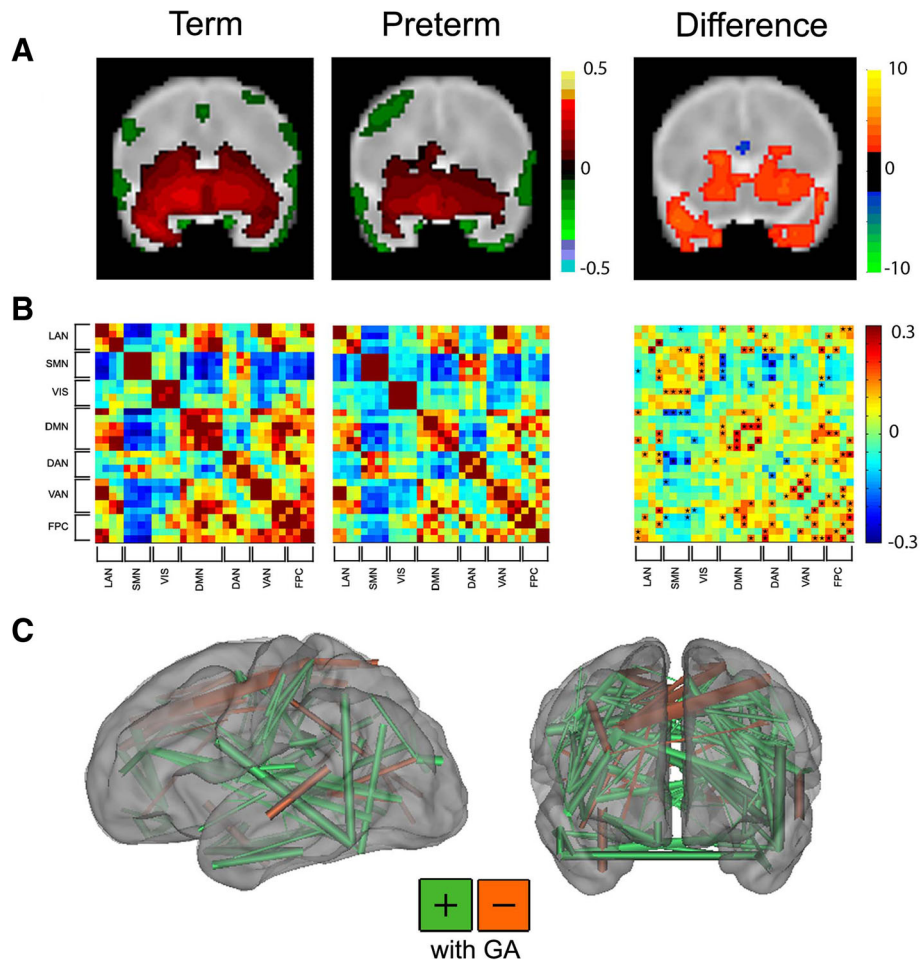 Term Preterm Difference
A
0.5
0
-0.5
10
0
-10
B
LAN
SMN
VIS
DMN
DAN
VAN
FPC
LAN SMN VIS DMN DAN VAN FPC
LAN SMN VIS DMN DAN VAN FPC
LAN SMN VIS DMN DAN VAN FPC
0.3
0
-0.3
C
+ −
with GA